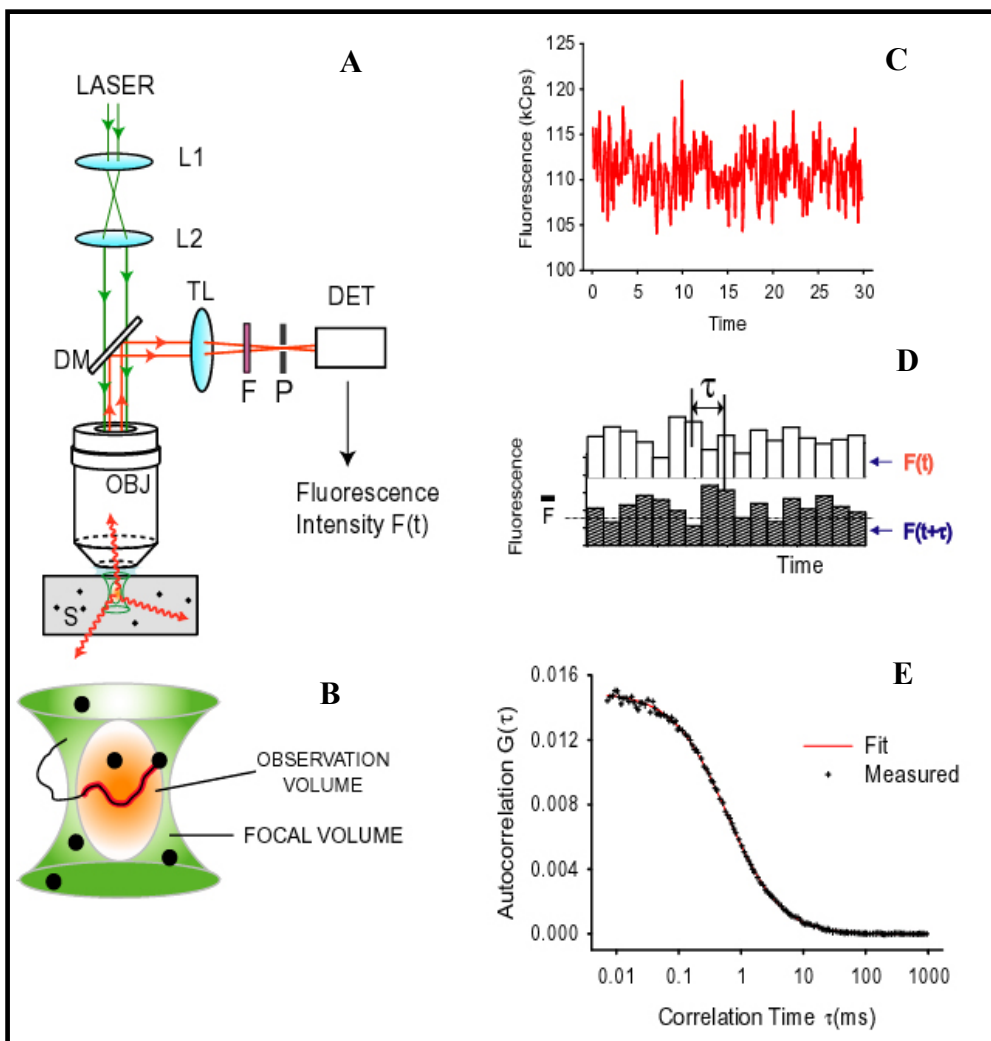 A
LASER
L1
L2
TL
DET
DM
F
P
OBJ
Fluorescence
Intensity F(t)
S
B
OBSERVATION
VOLUME
FOCAL VOLUME
C
Fluorescence (kCps)
125
120
115
110
105
100
0 5 10 15 20 25 30
Time
D
τ
Fluorescence
F(t)
F̄
F(t+τ)
Time
E
Autocorrelation G(τ)
0.016
0.012
0.008
0.004
0.000
Fit
Measured
0.01 0.1 1 10 100 1000
Correlation Time τ(ms)